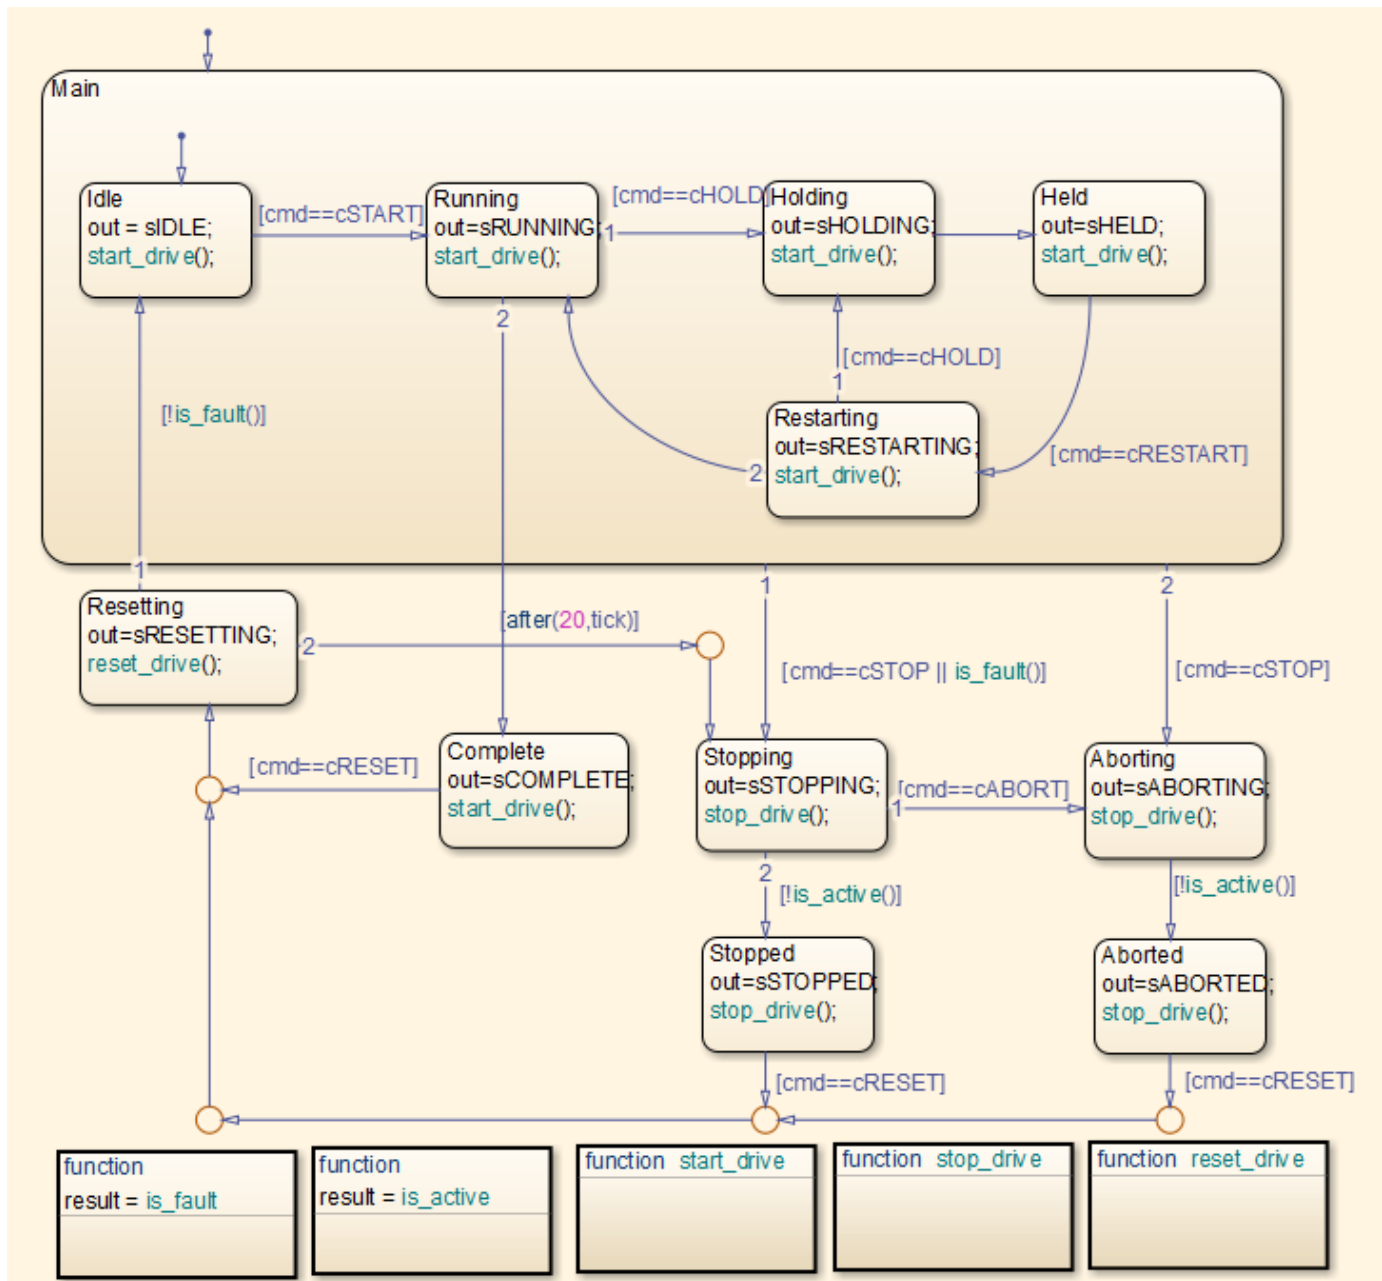 Main
Idle
out = sIDLE;
start_drive();
[cmd==cSTART]
Running
out=sRUNNING;
start_drive();
1
[cmd==cHOLD]
Holding
out=sHOLDING;
start_drive();
Held
out=sHELD;
start_drive();
2
[cmd==cHOLD]
1
[!is_fault()]
Restarting
out=sRESTARTING;
start_drive();
2
[cmd==cRESTART]
1
1
2
Resetting
out=sRESETTING;
reset_drive();
2
[after(20,tick)]
[cmd==cSTOP || is_fault()]
[cmd==cSTOP]
[cmd==cRESET]
Complete
out=sCOMPLETE;
start_drive();
Stopping
out=sSTOPPING;
stop_drive();
1
[cmd==cABORT]
Aborting
out=sABORTING;
stop_drive();
2
[!is_active()]
[!is_active()]
Stopped
out=sSTOPPED;
stop_drive();
Aborted
out=sABORTED;
stop_drive();
[cmd==cRESET]
[cmd==cRESET]
function
result = is_fault
function
result = is_active
function start_drive
function stop_drive
function reset_drive